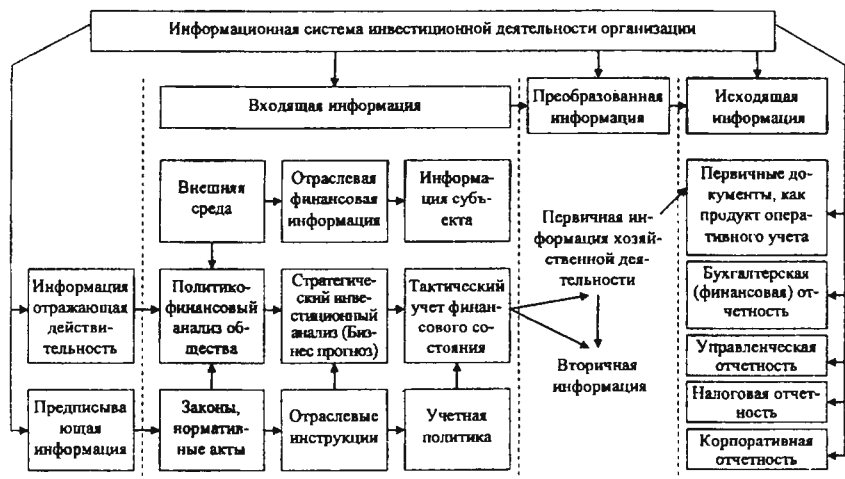 Информационная система инвестиционной деятельности организации
Входящая информация
Преобразованная
информация
Исходящая
информация
Внешняя
среда
Отраслевая
финансовая
информация
Информа-
ция субъ-
екта
Первичные до-
кументы, как
продукт опера-
тивного учета
Первичная ин-
формация хозяй-
ственной дея-
тельности
Информация
отражающая
действи-
тельность
Политико-
финансовый
анализ об-
щества
Стратегиче-
ский инве-
стиционный
анализ (Биз-
нес прогноз)
Тактический
учет финан-
сового со-
стояния
Бухгалтерская
(финансовая) от-
четность
Вторичная
информация
Управленческая
отчетность
Предписыва
ющая
информация
Законы,
норматив-
ные акты
Отраслевые
инструкции
Учетная
политика
Налоговая отчет-
ность
Корпоративная
отчетность